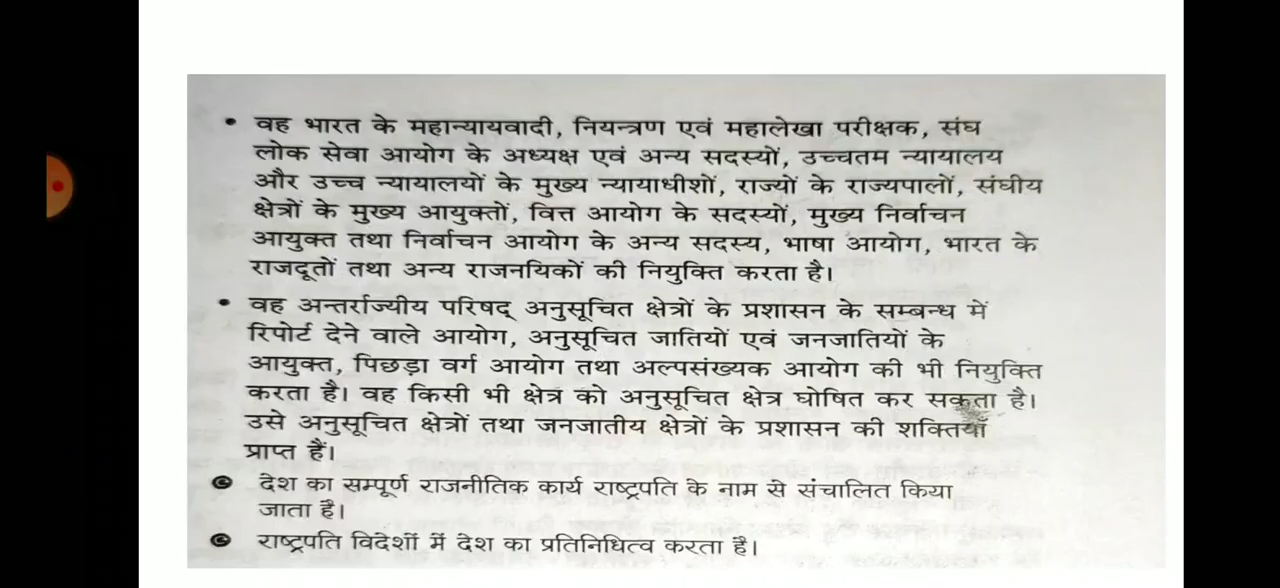 • वह भारत के महान्यायवादी, नियन्त्रण एवं महालेखा परीक्षक, संघ
लोक सेवा आयोग के अध्यक्ष एवं अन्य सदस्यों, उच्चतम न्यायालय
और उच्च न्यायालयों के मुख्य न्यायाधीशों, राज्यों के राज्यपालों, संघीय
क्षेत्रों के मुख्य आयुक्तों, वित्त आयोग के सदस्यों, मुख्य निर्वाचन
आयुक्त तथा निर्वाचन आयोग के अन्य सदस्य, भाषा आयोग, भारत के
राजदूतों तथा अन्य राजनयिकों की नियुक्ति करता है।
• वह अन्तर्राज्यीय परिषद् अनुसूचित क्षेत्रों के प्रशासन के सम्बन्ध में
रिपोर्ट देने वाले आयोग, अनुसूचित जातियों एवं जनजातियों के
आयुक्त, पिछड़ा वर्ग आयोग तथा अल्पसंख्यक आयोग की भी नियुक्ति
करता है। वह किसी भी क्षेत्र को अनुसूचित क्षेत्र घोषित कर सकता है।
उसे अनुसूचित क्षेत्रों तथा जनजातीय क्षेत्रों के प्रशासन की शक्तियाँ
प्राप्त हैं।
देश का सम्पूर्ण राजनीतिक कार्य राष्ट्रपति के नाम से संचालित किया
जाता है।
राष्ट्रपति विदेशों में देश का प्रतिनिधित्व करता है।